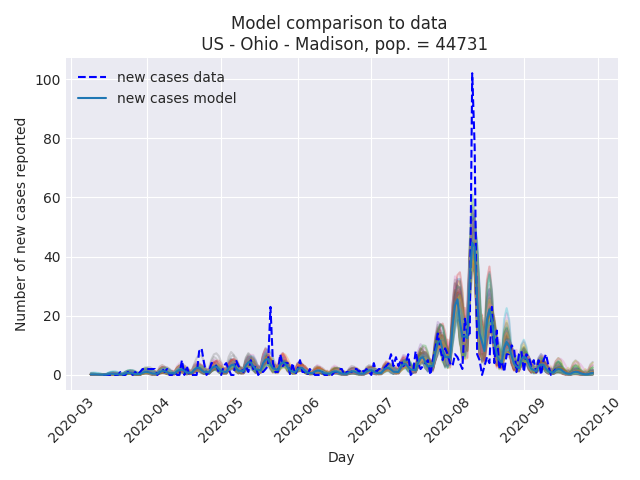 Model comparison to data
US - Ohio - Madison, pop. = 44731
new cases data
new cases model
Number of new cases reported
100
80
60
40
20
0
2020-03
2020-04
2020-05
2020-06
2020-07
2020-08
2020-09
2020-10
Day